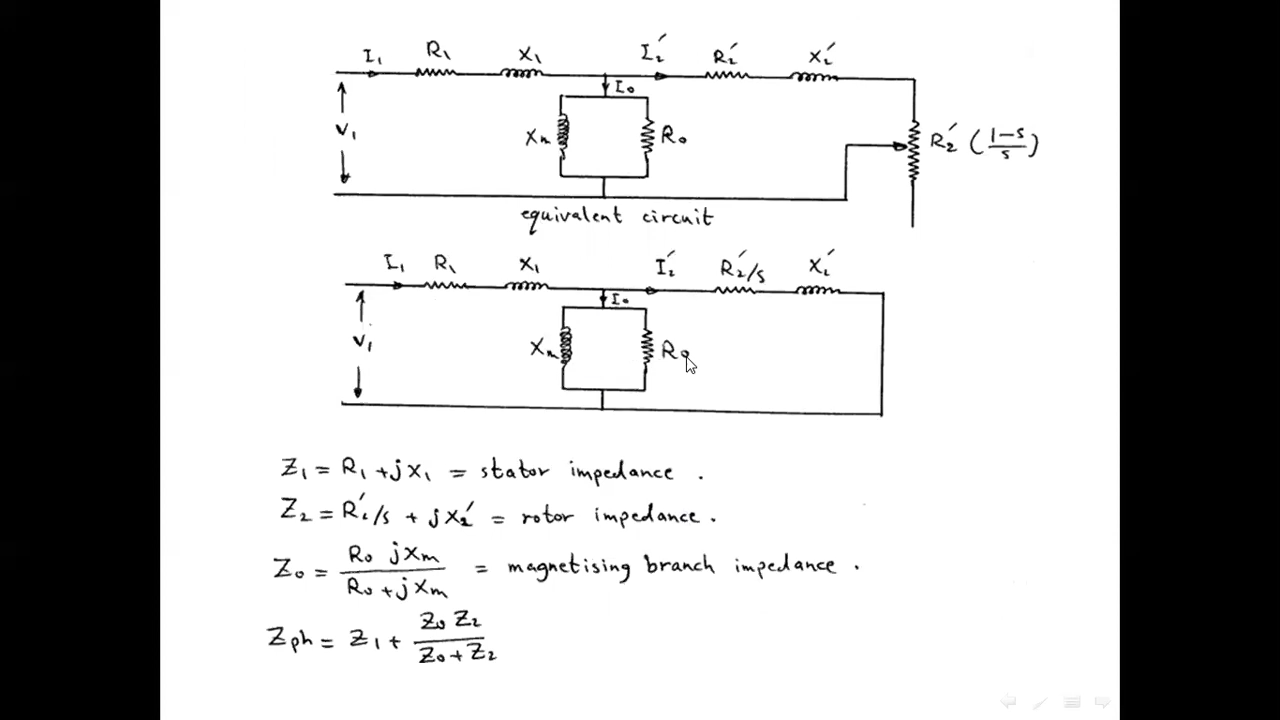 I₁ R₁ X₁ I₂′ R₂′ X₂′
I₀
V₁ Xm R₀ R₂′ (1-s/s)
equivalent circuit
I₁ R₁ X₁ I₂′ R₂′/s X₂′
I₀
V₁ Xm R₀
Z₁ = R₁ + jX₁ = stator impedance .
Z₂ = R₂′/s + jX₂′ = rotor impedance .
Z₀ = R₀ jXm / R₀ + jXm = magnetising branch impedance .
Zph = Z₁ + Z₀ Z₂ / Z₀ + Z₂